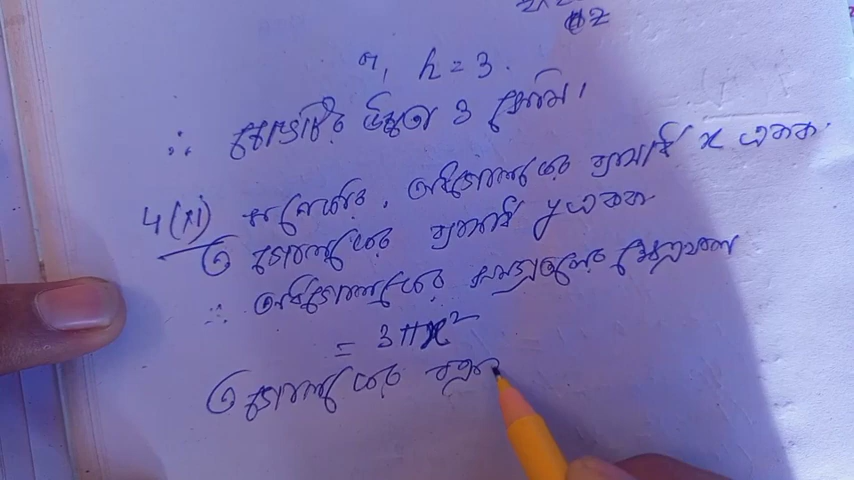 বা, h = 3.
∴ মোচাটির উচ্চতা 3 সেমি।
4(xi) মনেকরি, অর্ধগোলকের ব্যাসার্ধ x একক
ও গোলকের ব্যাসার্ধ y একক
∴ অর্ধগোলকের সমগ্রতলের ক্ষেত্রফল
= 3πx²
ও গোলকের বক্র